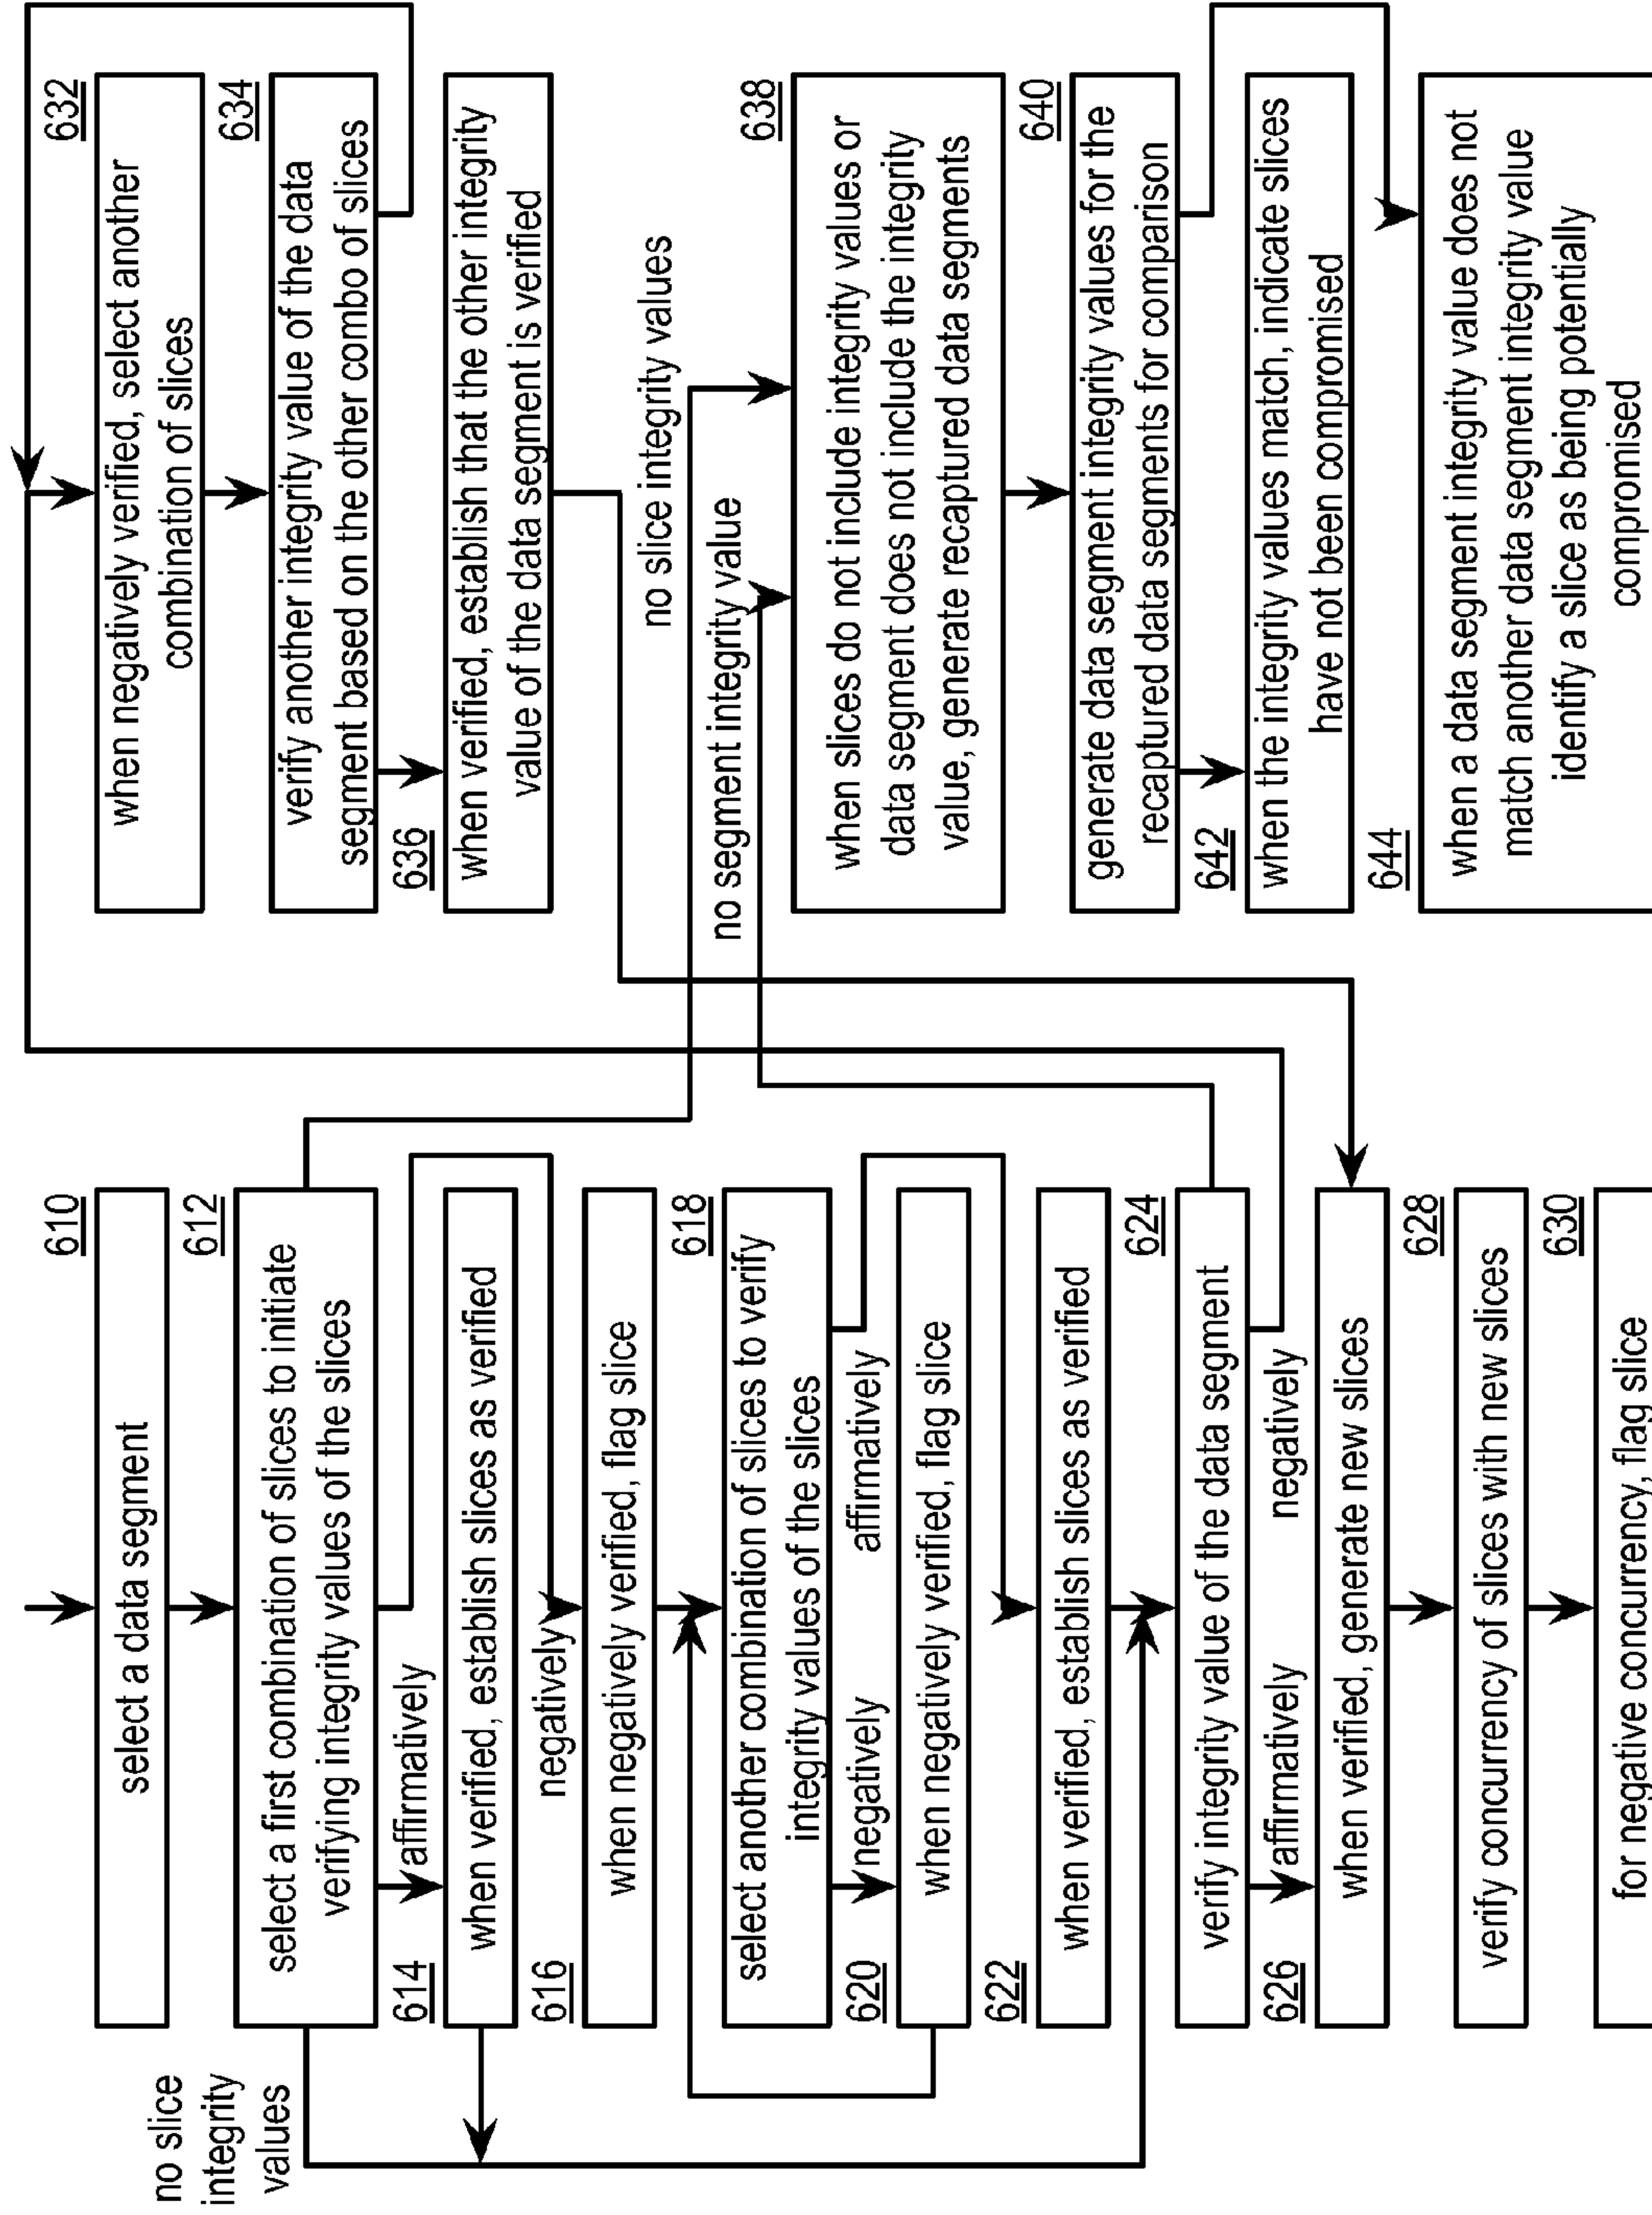 610
select a data segment
612
select a first combination of slices to initiate
verifying integrity values of the slices
no slice
integrity
values
614
affirmatively
when verified, establish slices as verified
616
negatively
when negatively verified, flag slice
618
select another combination of slices to verify
integrity values of the slices
620
negatively
affirmatively
when negatively verified, flag slice
622
when verified, establish slices as verified
624
verify integrity value of the data segment
626
affirmatively
negatively
when verified, generate new slices
628
verify concurrency of slices with new slices
630
for negative concurrency, flag slice
632
when negatively verified, select another
combination of slices
634
verify another integrity value of the data
segment based on the other combo of slices
636
when verified, establish that the other integrity
value of the data segment is verified
no slice integrity values
no segment integrity value
638
when slices do not include integrity values or
data segment does not include the integrity
value, generate recaptured data segments
640
generate data segment integrity values for the
recaptured data segments for comparison
642
when the integrity values match, indicate slices
have not been compromised
644
when a data segment integrity value does not
match another data segment integrity value
identify a slice as being potentially
compromised